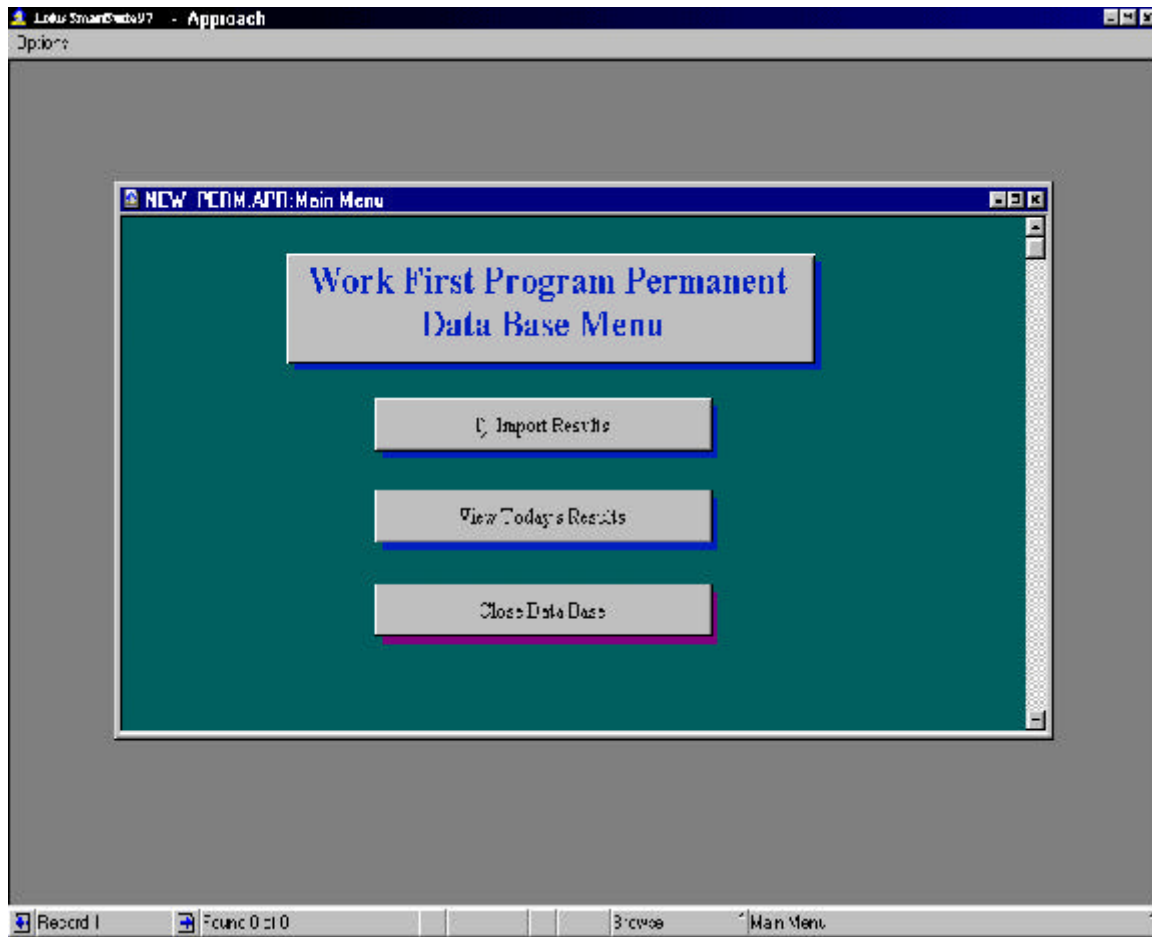 Lotus SmartSuite97 - Approach
Options
NEW_PERM.APR:Main Menu
Work First Program Permanent
Data Base Menu
Import Results
View Today's Results
Close Data Base
Record 1
Found 0 of 0
Browse
Main Menu